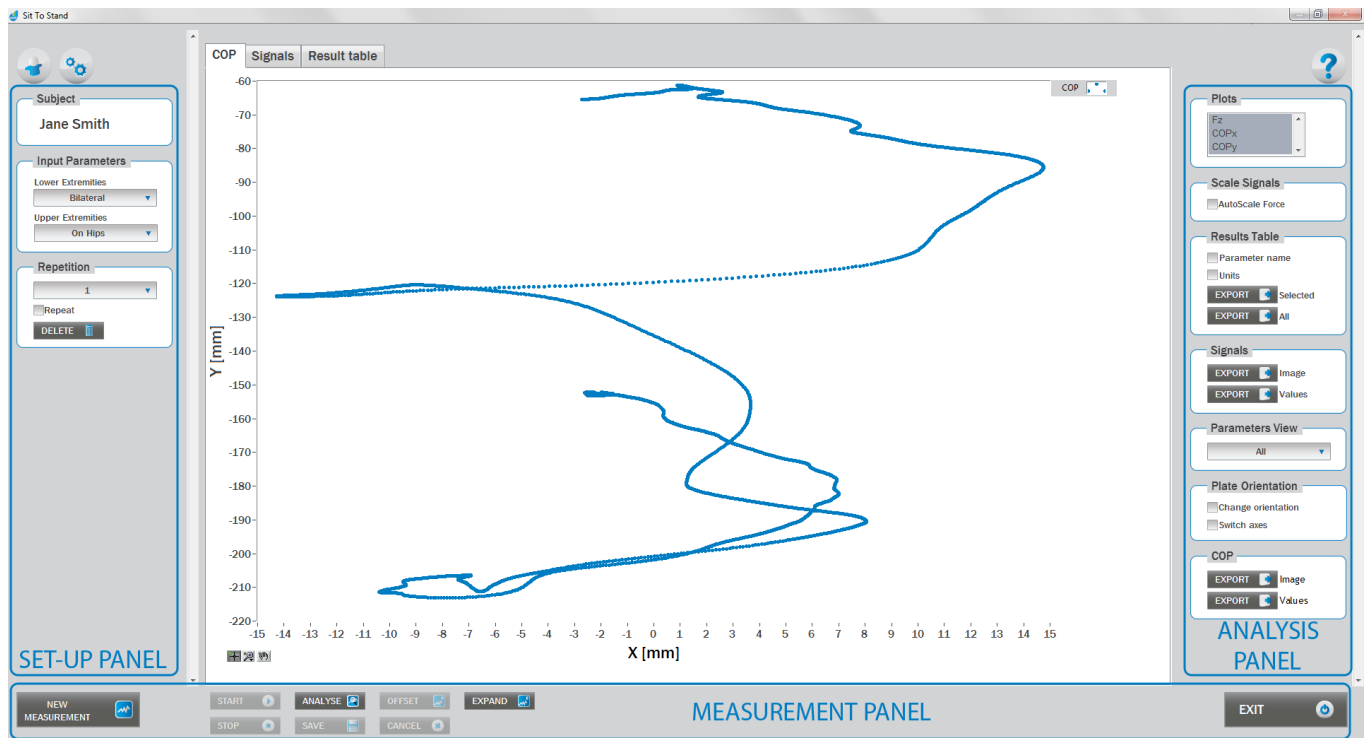 Sit To Stand
COP Signals Result table
Subject
Jane Smith
Input Parameters
Lower Extremities
Bilateral
Upper Extremities
On Hips
Repetition
1
Repeat
DELETE
SET-UP PANEL
COP
-60
-70
-80
-90
-100
-110
-120
-130
-140
-150
-160
-170
-180
-190
-200
-210
-220
Y [mm]
-15 -14 -13 -12 -11 -10 -9 -8 -7 -6 -5 -4 -3 -2 -1 0 1 2 3 4 5 6 7 8 9 10 11 12 13 14 15
X [mm]
?
Plots
Fz
COPx
COPy
Scale Signals
AutoScale Force
Results Table
Parameter name
Units
EXPORT Selected
EXPORT All
Signals
EXPORT Image
EXPORT Values
Parameters View
All
Plate Orientation
Change orientation
Switch axes
COP
EXPORT Image
EXPORT Values
ANALYSIS
PANEL
NEW
MEASUREMENT
START ANALYSE OFFSET EXPAND
STOP SAVE CANCEL
MEASUREMENT PANEL
EXIT